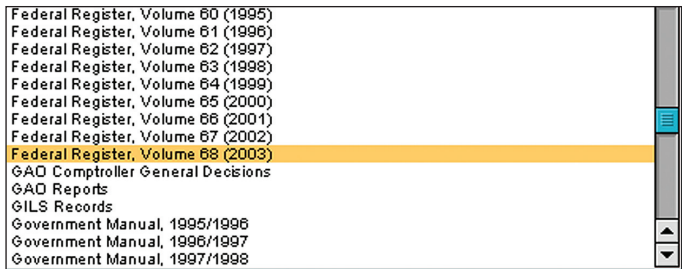 Federal Register, Volume 60 (1995)
Federal Register, Volume 61 (1996)
Federal Register, Volume 62 (1997)
Federal Register, Volume 63 (1998)
Federal Register, Volume 64 (1999)
Federal Register, Volume 65 (2000)
Federal Register, Volume 66 (2001)
Federal Register, Volume 67 (2002)
Federal Register, Volume 68 (2003)
GAO Comptroller General Decisions
GAO Reports
GILS Records
Government Manual, 1995/1996
Government Manual, 1996/1997
Government Manual, 1997/1998